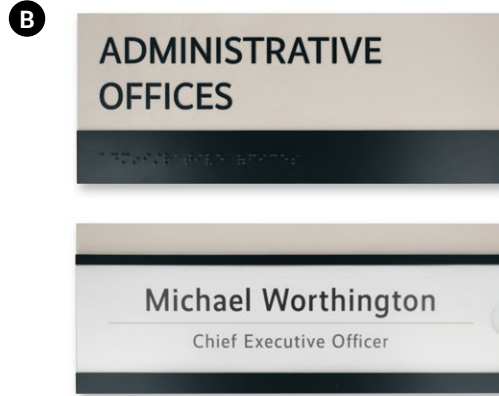 B
ADMINISTRATIVE
OFFICES
Michael Worthington
Chief Executive Officer